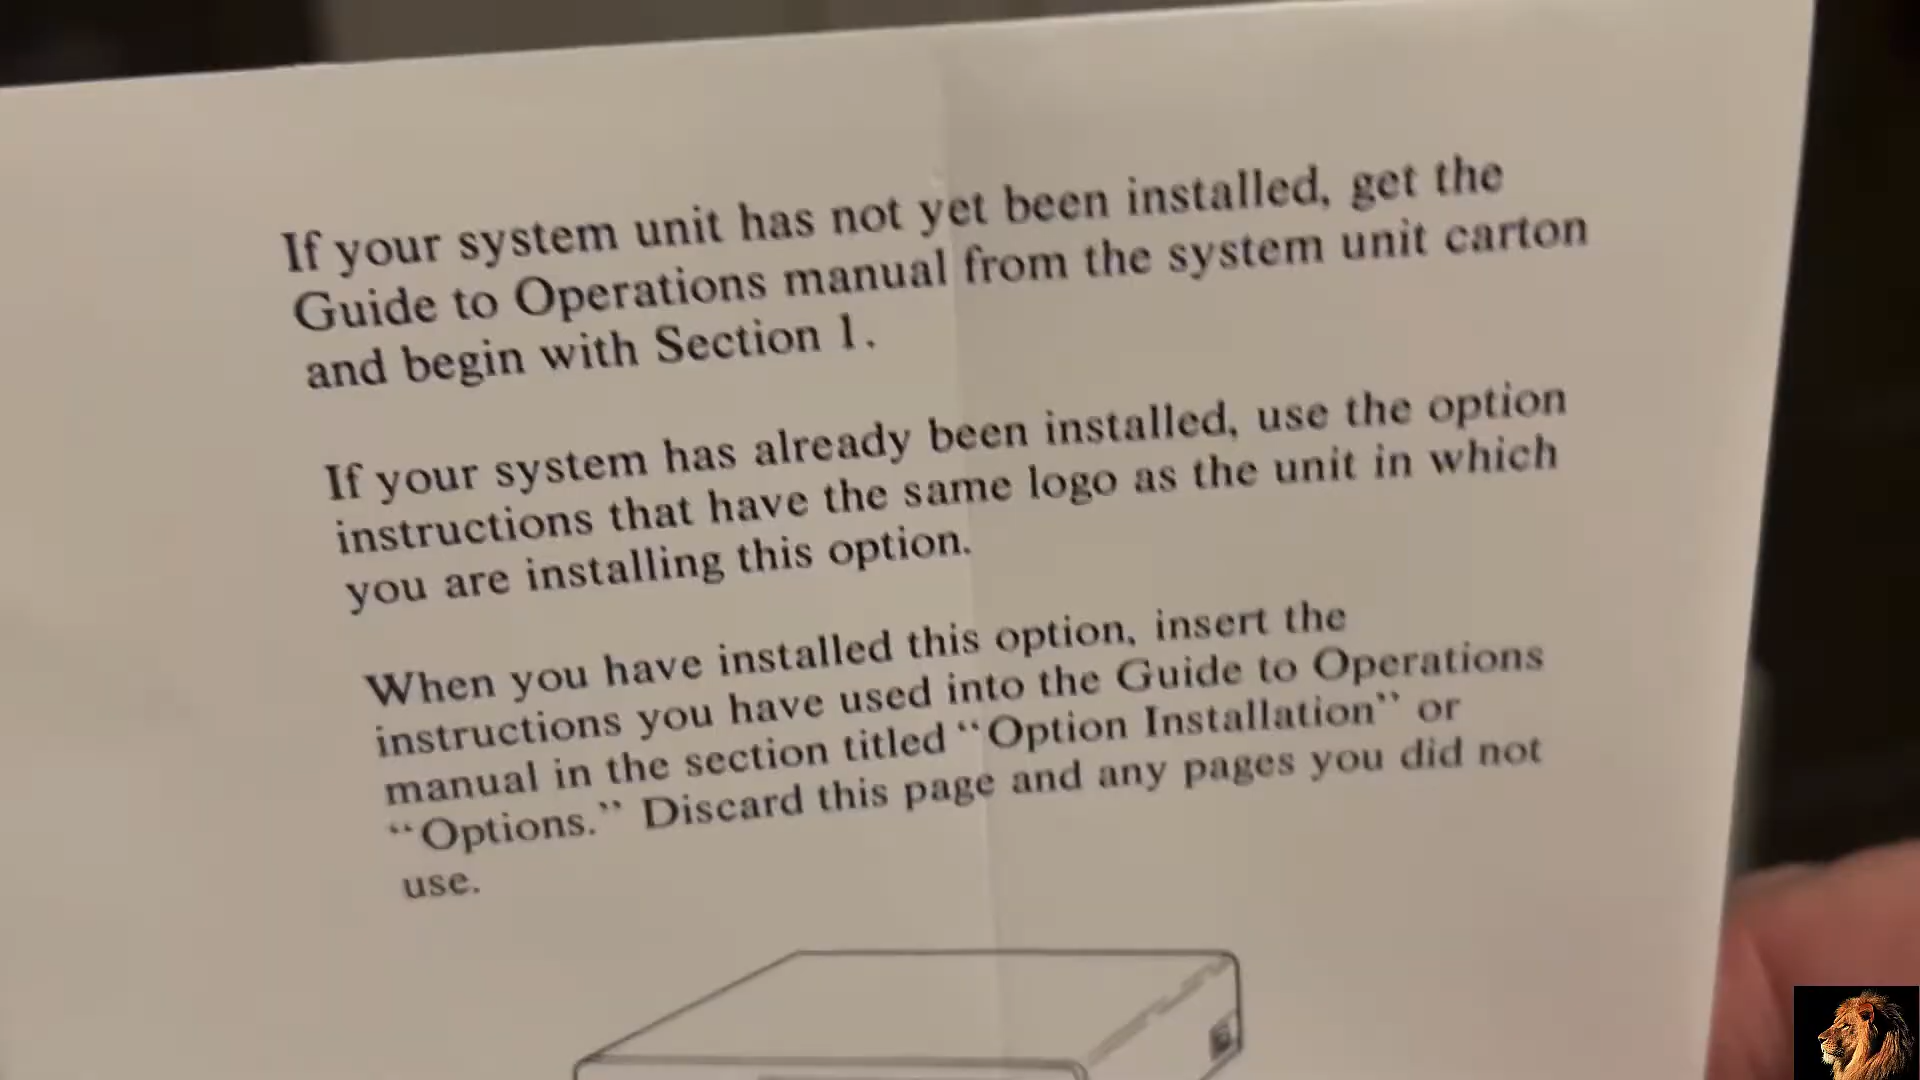 If your system unit has not yet been installed, get the
Guide to Operations manual from the system unit carton
and begin with Section 1.
If your system has already been installed, use the option
instructions that have the same logo as the unit in which
you are installing this option.
When you have installed this option, insert the
instructions you have used into the Guide to Operations
manual in the section titled “Option Installation” or
“Options.” Discard this page and any pages you did not
use.